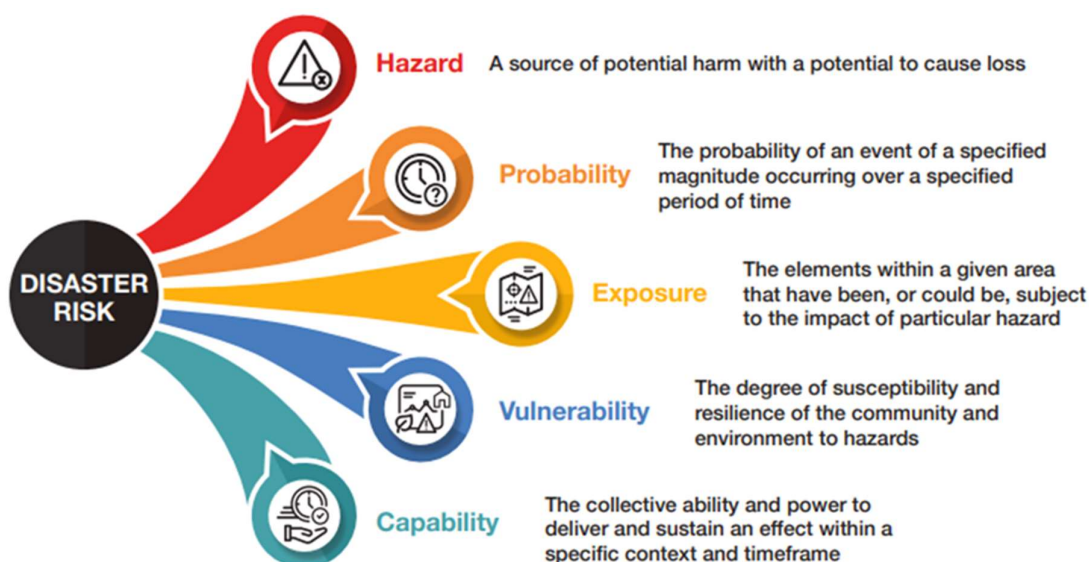 Hazard A source of potential harm with a potential to cause loss
Probability
The probability of an event of a specified
magnitude occurring over a specified
period of time
DISASTER
RISK
Exposure
The elements within a given area
that have been, or could be, subject
to the impact of particular hazard
Vulnerability
The degree of susceptibility and
resilience of the community and
environment to hazards
Capability
The collective ability and power to
deliver and sustain an effect within a
specific context and timeframe